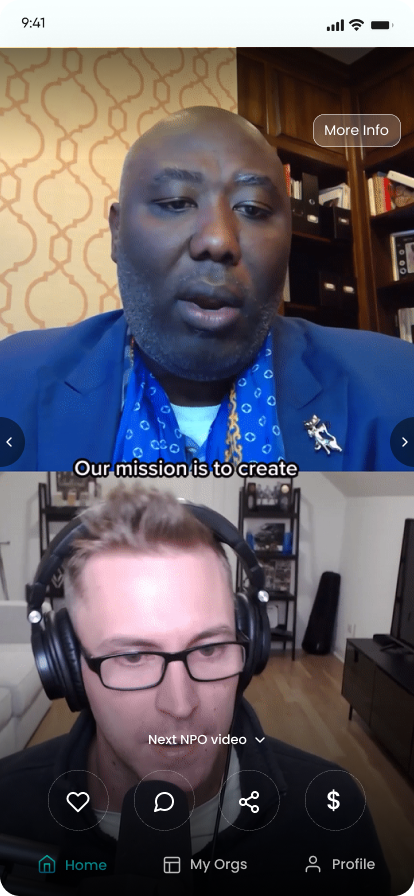 9:41
More Info
Our mission is to create
Next NPO video
$
Home
My Orgs
Profile